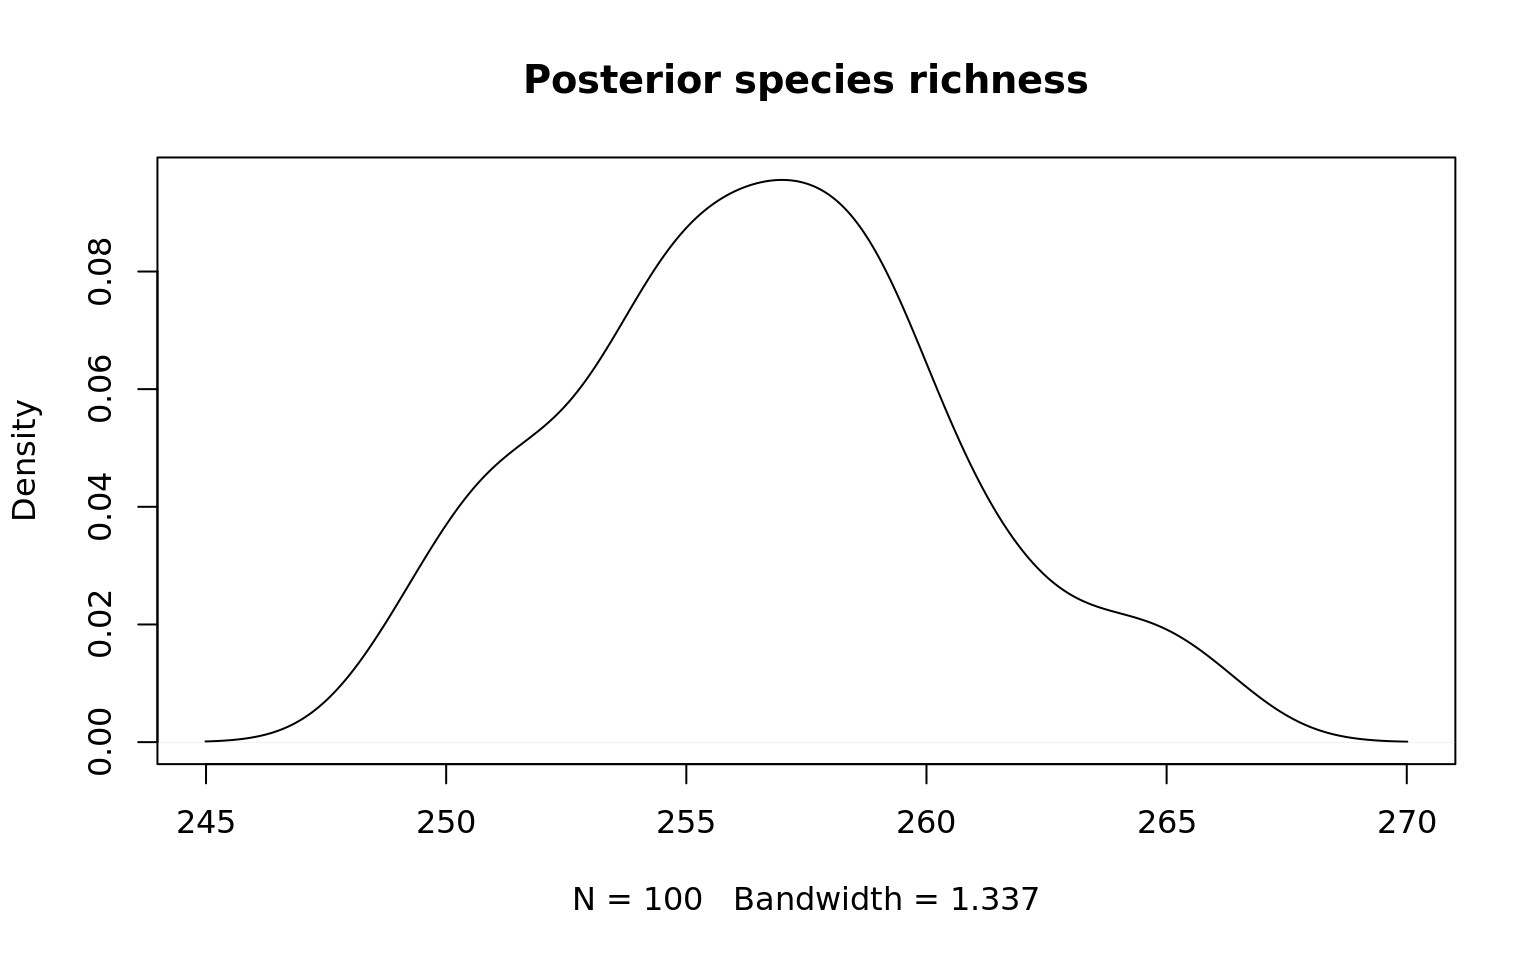 Posterior species richness
Density
0.08
0.06
0.04
0.02
0.00
245 250 255 260 265 270
N = 100 Bandwidth = 1.337